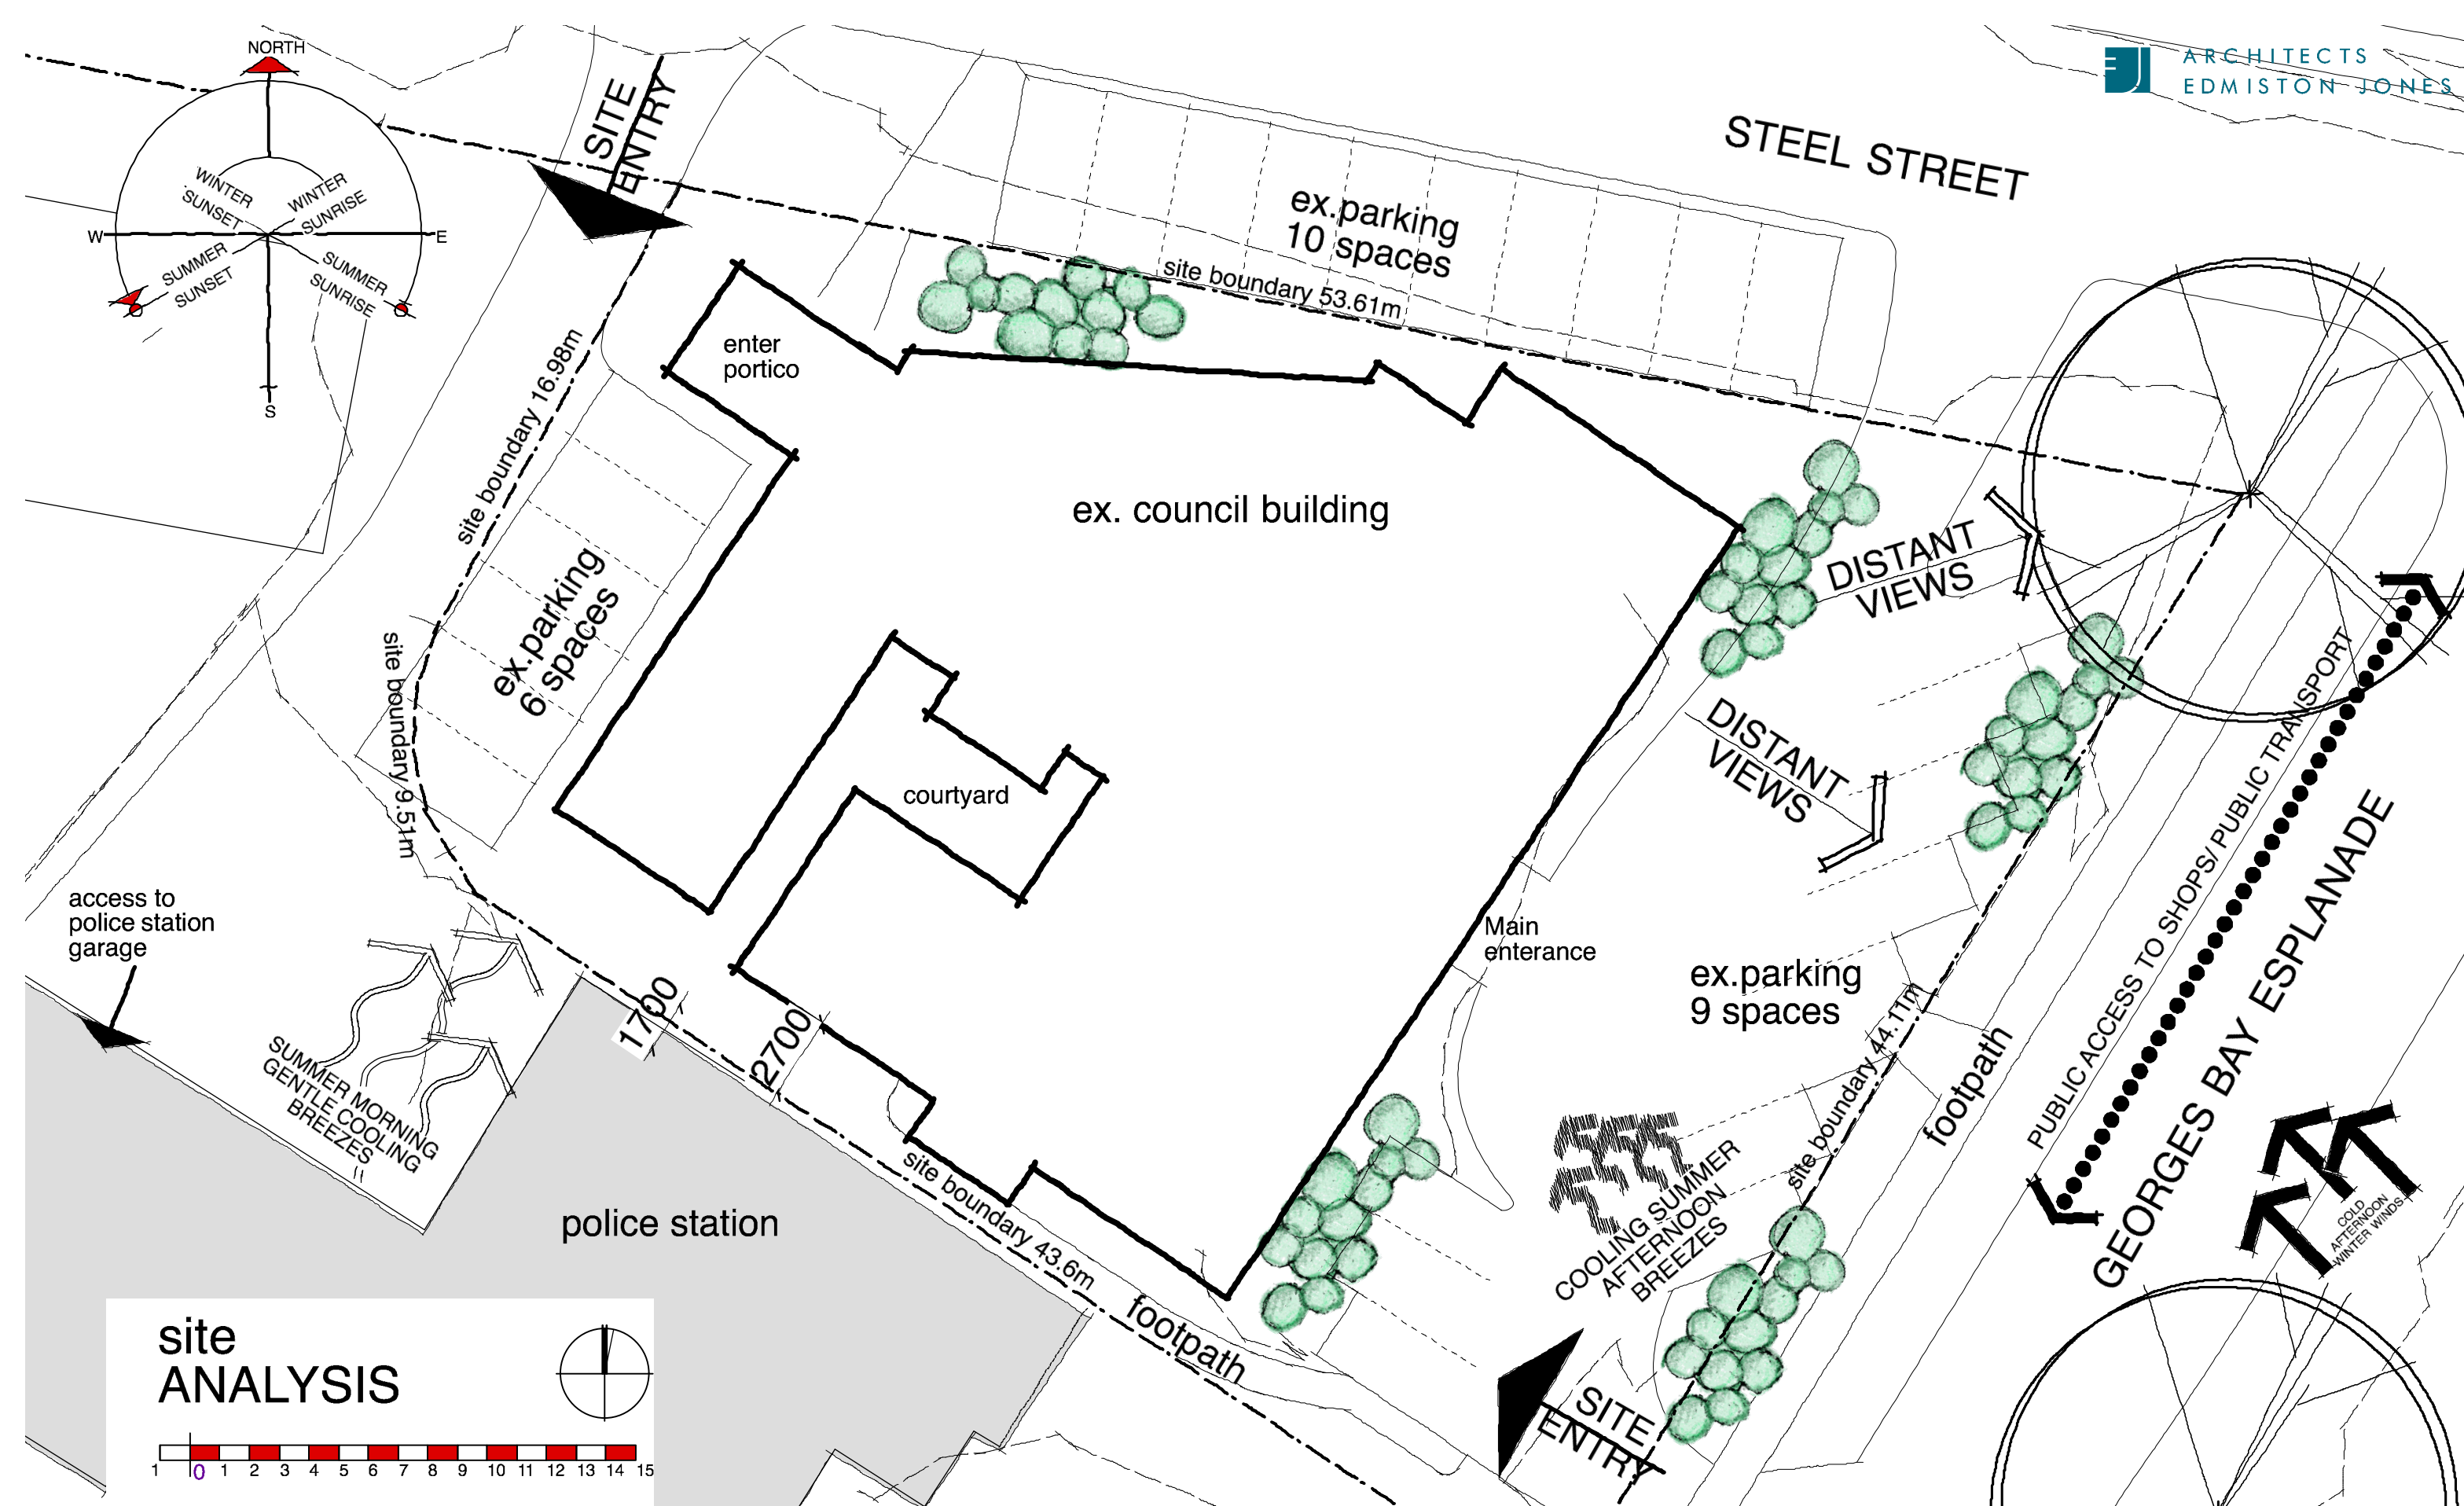 NORTH
ARCHITECTS
EDMISTON JONES
SITE
ENTRY
STEEL STREET
WINTER
SUNSET
WINTER
SUNRISE
W
E
SUMMER
SUNSET
SUMMER
SUNRISE
S
ex.parking
10 spaces
site boundary 53.61m
enter
portico
site boundary 16.98m
ex. council building
DISTANT
VIEWS
ex.parking
6 spaces
site boundary 9.51m
DISTANT
VIEWS
PUBLIC ACCESS TO SHOPS/ PUBLIC TRANSPORT
courtyard
GEORGES BAY ESPLANADE
access to
police station
garage
Main
enterance
ex.parking
9 spaces
site boundary 44.11m
footpath
1700
2700
SUMMER MORNING
GENTLE COOLING
BREEZES
COOLING SUMMER
AFTERNOON
BREEZES
COLD
AFTERNOON
WINTER WINDS
site boundary 43.6m
police station
footpath
SITE
ENTRY
site
ANALYSIS
1 0 1 2 3 4 5 6 7 8 9 10 11 12 13 14 15